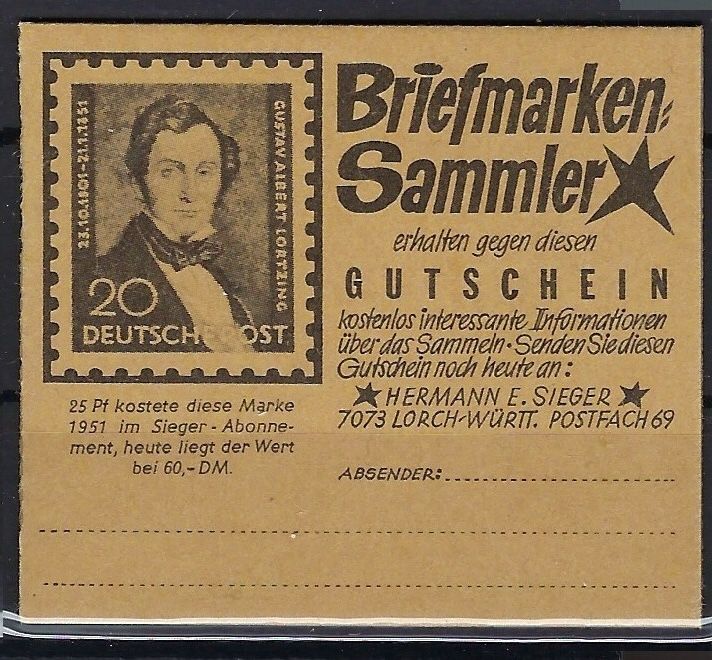 23.10.1901-21.1.1851
GUSTAV ALBERT LORTZING
20
DEUTSCHE POST
25 Pf kostete diese Marke
1951 im Sieger-Abonne-
ment, heute liegt der Wert
bei 60,-DM.
Briefmarken-
Sammler
erhalten gegen diesen
GUTSCHEIN
kostenlos interessante Informationen
über das Sammeln·Senden Sie diesen
Gutschein noch heute an:
HERMANN E. SIEGER
7073 LORCH-WÜRTT. POSTFACH 69
ABSENDER: